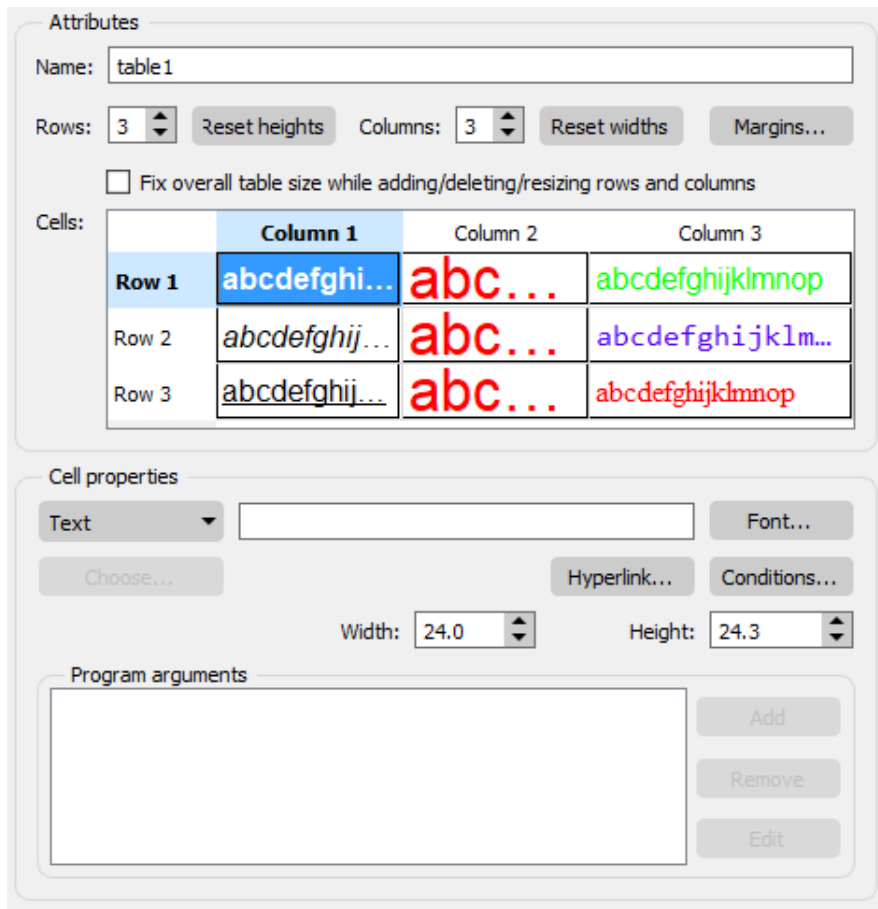 Attributes
Name: table1
Rows: 3 Reset heights Columns: 3 Reset widths Margins...
Fix overall table size while adding/deleting/resizing rows and columns
Cells:
Column 1 Column 2 Column 3
Row 1 abcdefghi... abc... abcdefghijklmnop
Row 2 abcdefghij... abc... abcdefghijklm...
Row 3 abcdefghij... abc... abcdefghijklmnop
Cell properties
Text Font...
Choose... Hyperlink... Conditions...
Width: 24.0 Height: 24.3
Program arguments
Add
Remove
Edit